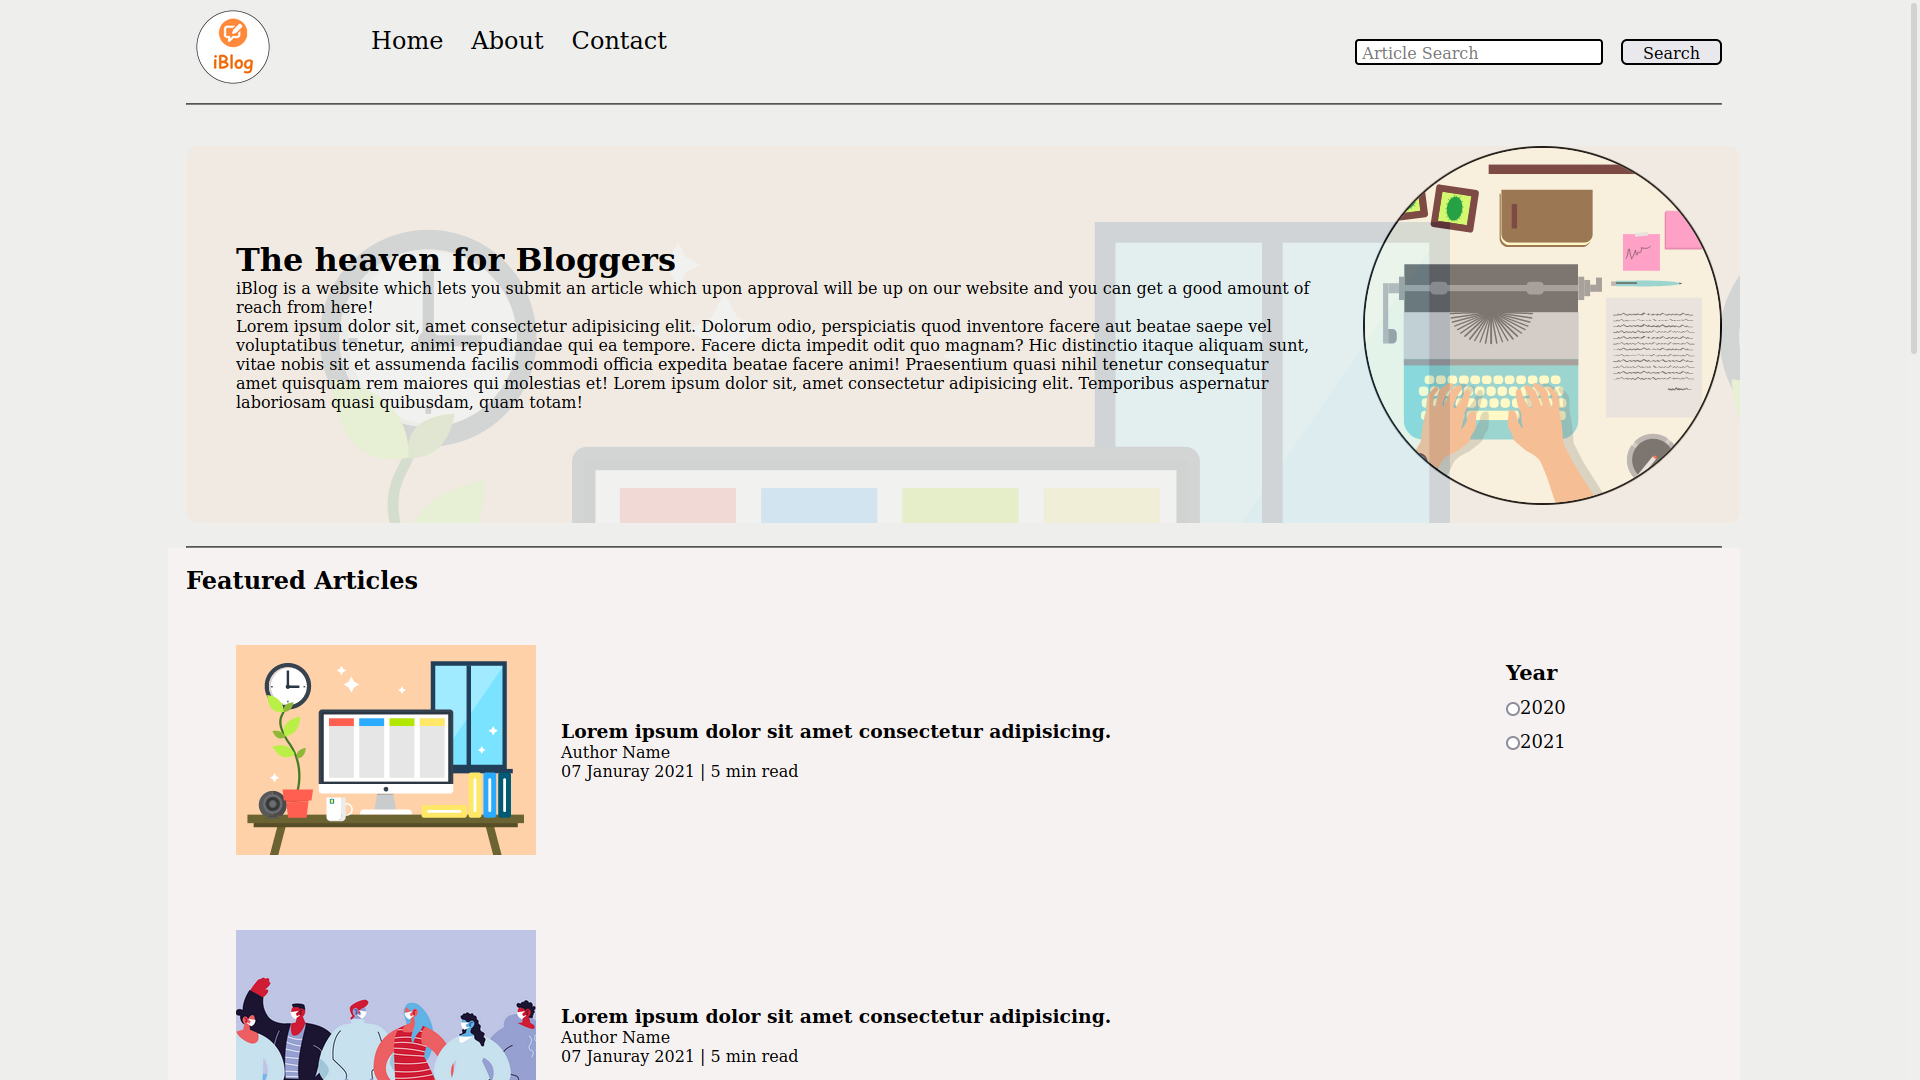 iBlog
Home About Contact
Article Search
Search
The heaven for Bloggers
iBlog is a website which lets you submit an article which upon approval will be up on our website and you can get a good amount of
reach from here!
Lorem ipsum dolor sit, amet consectetur adipisicing elit. Dolorum odio, perspiciatis quod inventore facere aut beatae saepe vel
voluptatibus tenetur, animi repudiandae qui ea tempore. Facere dicta impedit odit quo magnam? Hic distinctio itaque aliquam sunt,
vitae nobis sit et assumenda facilis commodi officia expedita beatae facere animi! Praesentium quasi nihil tenetur consequatur
amet quisquam rem maiores qui molestias et! Lorem ipsum dolor sit, amet consectetur adipisicing elit. Temporibus aspernatur
laboriosam quasi quibusdam, quam totam!
Featured Articles
Lorem ipsum dolor sit amet consectetur adipisicing.
Author Name
07 Januray 2021 | 5 min read
Year
2020
2021
Lorem ipsum dolor sit amet consectetur adipisicing.
Author Name
07 Januray 2021 | 5 min read